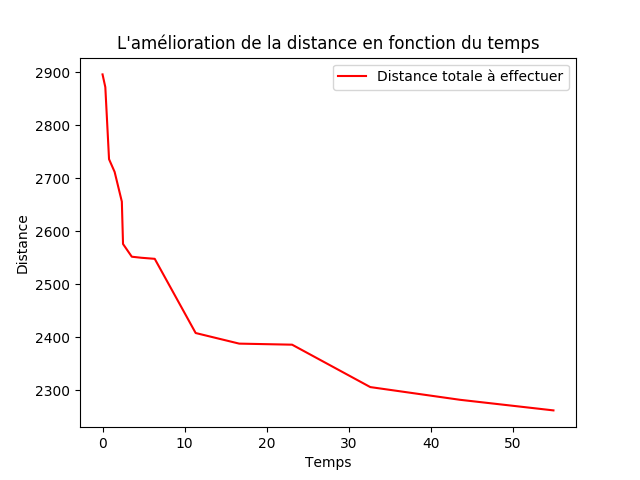 L'amélioration de la distance en fonction du temps
Distance totale à effectuer
2900
2800
2700
2600
2500
2400
2300
Distance
0 10 20 30 40 50
Temps